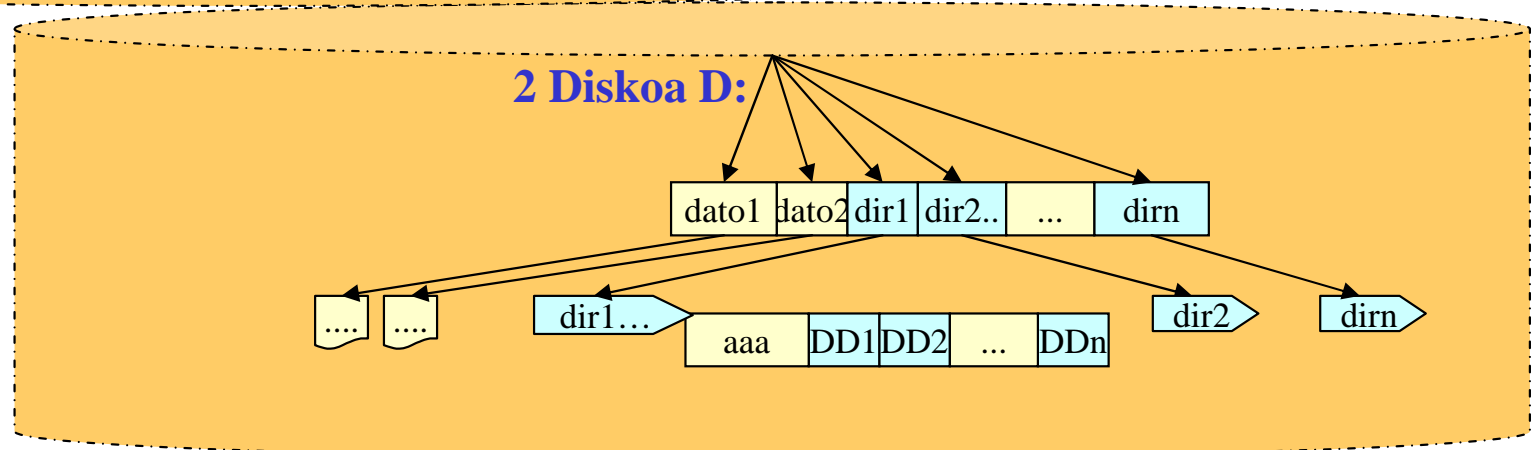 2 Diskoa D:
dato1 dato2 dir1 dir2.. ... dirn
.... .... dir1… dir2 dirn
aaa DD1 DD2 ... DDn